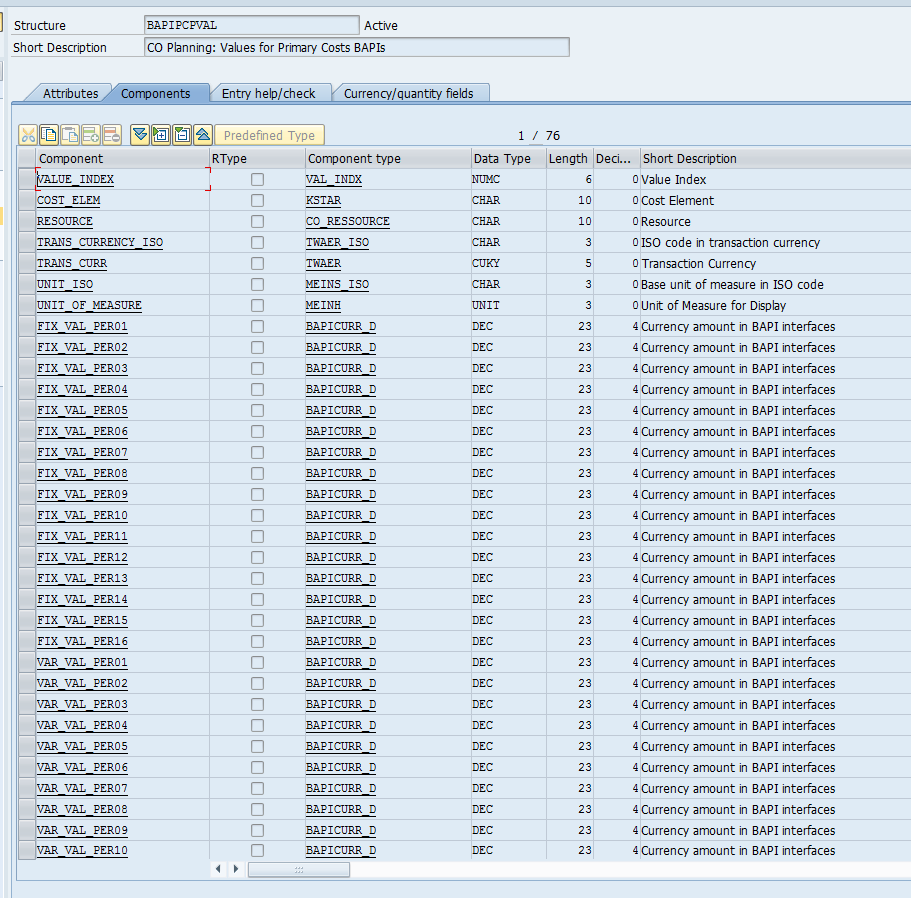 Structure BAPIPCPVAL Active
Short Description CO Planning: Values for Primary Costs BAPIs
Attributes Components Entry help/check Currency/quantity fields
Predefined Type 1 / 76
Component RType Component type Data Type Length Deci... Short Description
VALUE_INDEX VAL_INDX NUMC 6 0 Value Index
COST_ELEM KSTAR CHAR 10 0 Cost Element
RESOURCE CO_RESSOURCE CHAR 10 0 Resource
TRANS_CURRENCY_ISO TWAER_ISO CHAR 3 0 ISO code in transaction currency
TRANS_CURR TWAER CUKY 5 0 Transaction Currency
UNIT_ISO MEINS_ISO CHAR 3 0 Base unit of measure in ISO code
UNIT_OF_MEASURE MEINH UNIT 3 0 Unit of Measure for Display
FIX_VAL_PER01 BAPICURR_D DEC 23 4 Currency amount in BAPI interfaces
FIX_VAL_PER02 BAPICURR_D DEC 23 4 Currency amount in BAPI interfaces
FIX_VAL_PER03 BAPICURR_D DEC 23 4 Currency amount in BAPI interfaces
FIX_VAL_PER04 BAPICURR_D DEC 23 4 Currency amount in BAPI interfaces
FIX_VAL_PER05 BAPICURR_D DEC 23 4 Currency amount in BAPI interfaces
FIX_VAL_PER06 BAPICURR_D DEC 23 4 Currency amount in BAPI interfaces
FIX_VAL_PER07 BAPICURR_D DEC 23 4 Currency amount in BAPI interfaces
FIX_VAL_PER08 BAPICURR_D DEC 23 4 Currency amount in BAPI interfaces
FIX_VAL_PER09 BAPICURR_D DEC 23 4 Currency amount in BAPI interfaces
FIX_VAL_PER10 BAPICURR_D DEC 23 4 Currency amount in BAPI interfaces
FIX_VAL_PER11 BAPICURR_D DEC 23 4 Currency amount in BAPI interfaces
FIX_VAL_PER12 BAPICURR_D DEC 23 4 Currency amount in BAPI interfaces
FIX_VAL_PER13 BAPICURR_D DEC 23 4 Currency amount in BAPI interfaces
FIX_VAL_PER14 BAPICURR_D DEC 23 4 Currency amount in BAPI interfaces
FIX_VAL_PER15 BAPICURR_D DEC 23 4 Currency amount in BAPI interfaces
FIX_VAL_PER16 BAPICURR_D DEC 23 4 Currency amount in BAPI interfaces
VAR_VAL_PER01 BAPICURR_D DEC 23 4 Currency amount in BAPI interfaces
VAR_VAL_PER02 BAPICURR_D DEC 23 4 Currency amount in BAPI interfaces
VAR_VAL_PER03 BAPICURR_D DEC 23 4 Currency amount in BAPI interfaces
VAR_VAL_PER04 BAPICURR_D DEC 23 4 Currency amount in BAPI interfaces
VAR_VAL_PER05 BAPICURR_D DEC 23 4 Currency amount in BAPI interfaces
VAR_VAL_PER06 BAPICURR_D DEC 23 4 Currency amount in BAPI interfaces
VAR_VAL_PER07 BAPICURR_D DEC 23 4 Currency amount in BAPI interfaces
VAR_VAL_PER08 BAPICURR_D DEC 23 4 Currency amount in BAPI interfaces
VAR_VAL_PER09 BAPICURR_D DEC 23 4 Currency amount in BAPI interfaces
VAR_VAL_PER10 BAPICURR_D DEC 23 4 Currency amount in BAPI interfaces